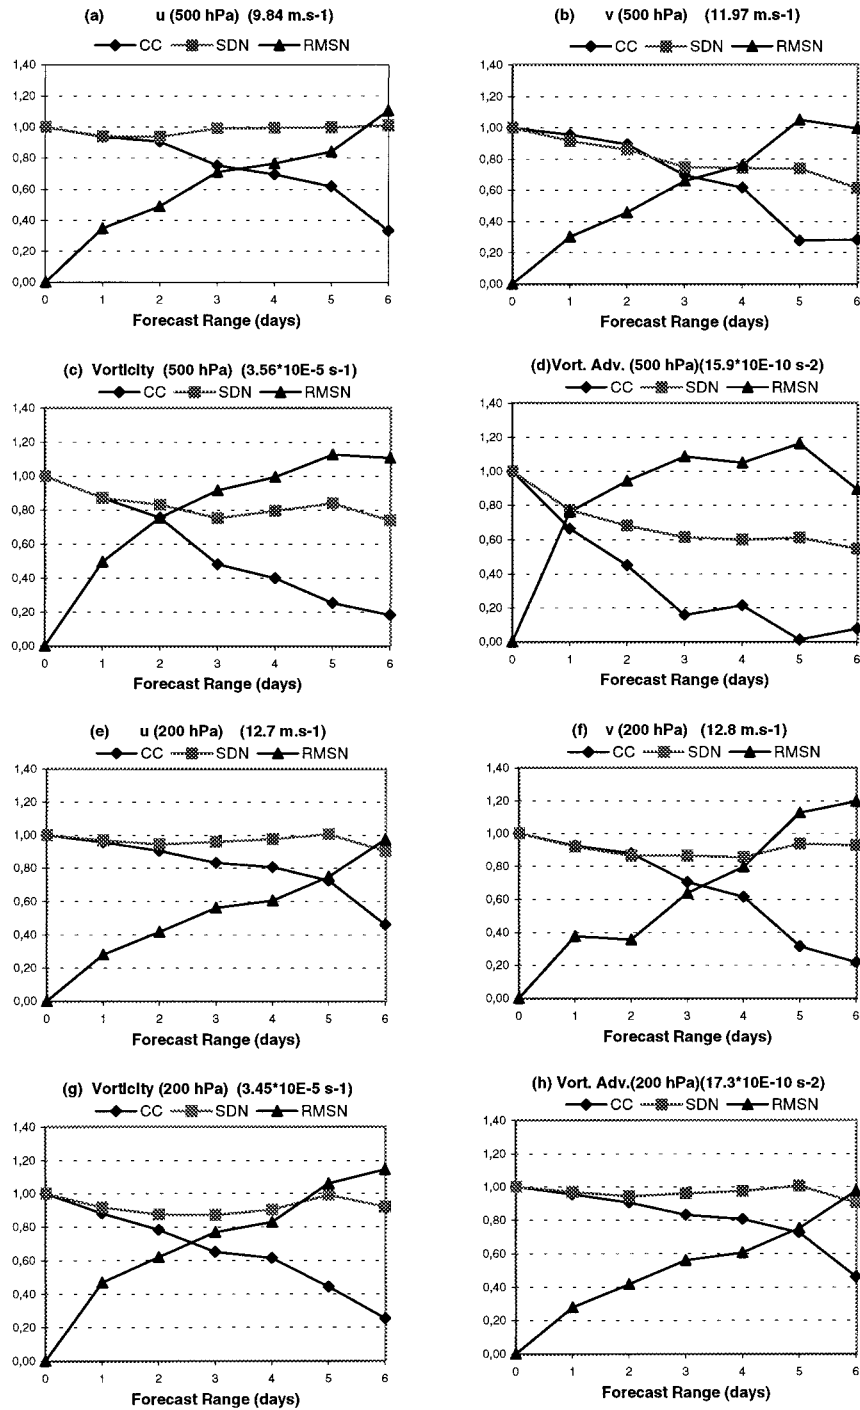 (a) u (500 hPa) (9.84 m.s-1)
CC SDN RMSN
1,40
1,20
1,00
0,80
0,60
0,40
0,20
0,00
0 1 2 3 4 5 6
Forecast Range (days)
(b) v (500 hPa) (11.97 m.s-1)
CC SDN RMSN
1,40
1,20
1,00
0,80
0,60
0,40
0,20
0,00
0 1 2 3 4 5 6
Forecast Range (days)
(c) Vorticity (500 hPa) (3.56*10E-5 s-1)
CC SDN RMSN
1,40
1,20
1,00
0,80
0,60
0,40
0,20
0,00
0 1 2 3 4 5 6
Forecast Range (days)
(d)Vort. Adv. (500 hPa)(15.9*10E-10 s-2)
CC SDN RMSN
1,40
1,20
1,00
0,80
0,60
0,40
0,20
0,00
0 1 2 3 4 5 6
Forecast Range (days)
(e) u (200 hPa) (12.7 m.s-1)
CC SDN RMSN
1,40
1,20
1,00
0,80
0,60
0,40
0,20
0,00
0 1 2 3 4 5 6
Forecast Range (days)
(f) v (200 hPa) (12.8 m.s-1)
CC SDN RMSN
1,40
1,20
1,00
0,80
0,60
0,40
0,20
0,00
0 1 2 3 4 5 6
Forecast Range (days)
(g) Vorticity (200 hPa) (3.45*10E-5 s-1)
CC SDN RMSN
1,40
1,20
1,00
0,80
0,60
0,40
0,20
0,00
0 1 2 3 4 5 6
Forecast Range (days)
(h) Vort. Adv.(200 hPa)(17.3*10E-10 s-2)
CC SDN RMSN
1,40
1,20
1,00
0,80
0,60
0,40
0,20
0,00
0 1 2 3 4 5 6
Forecast Range (days)